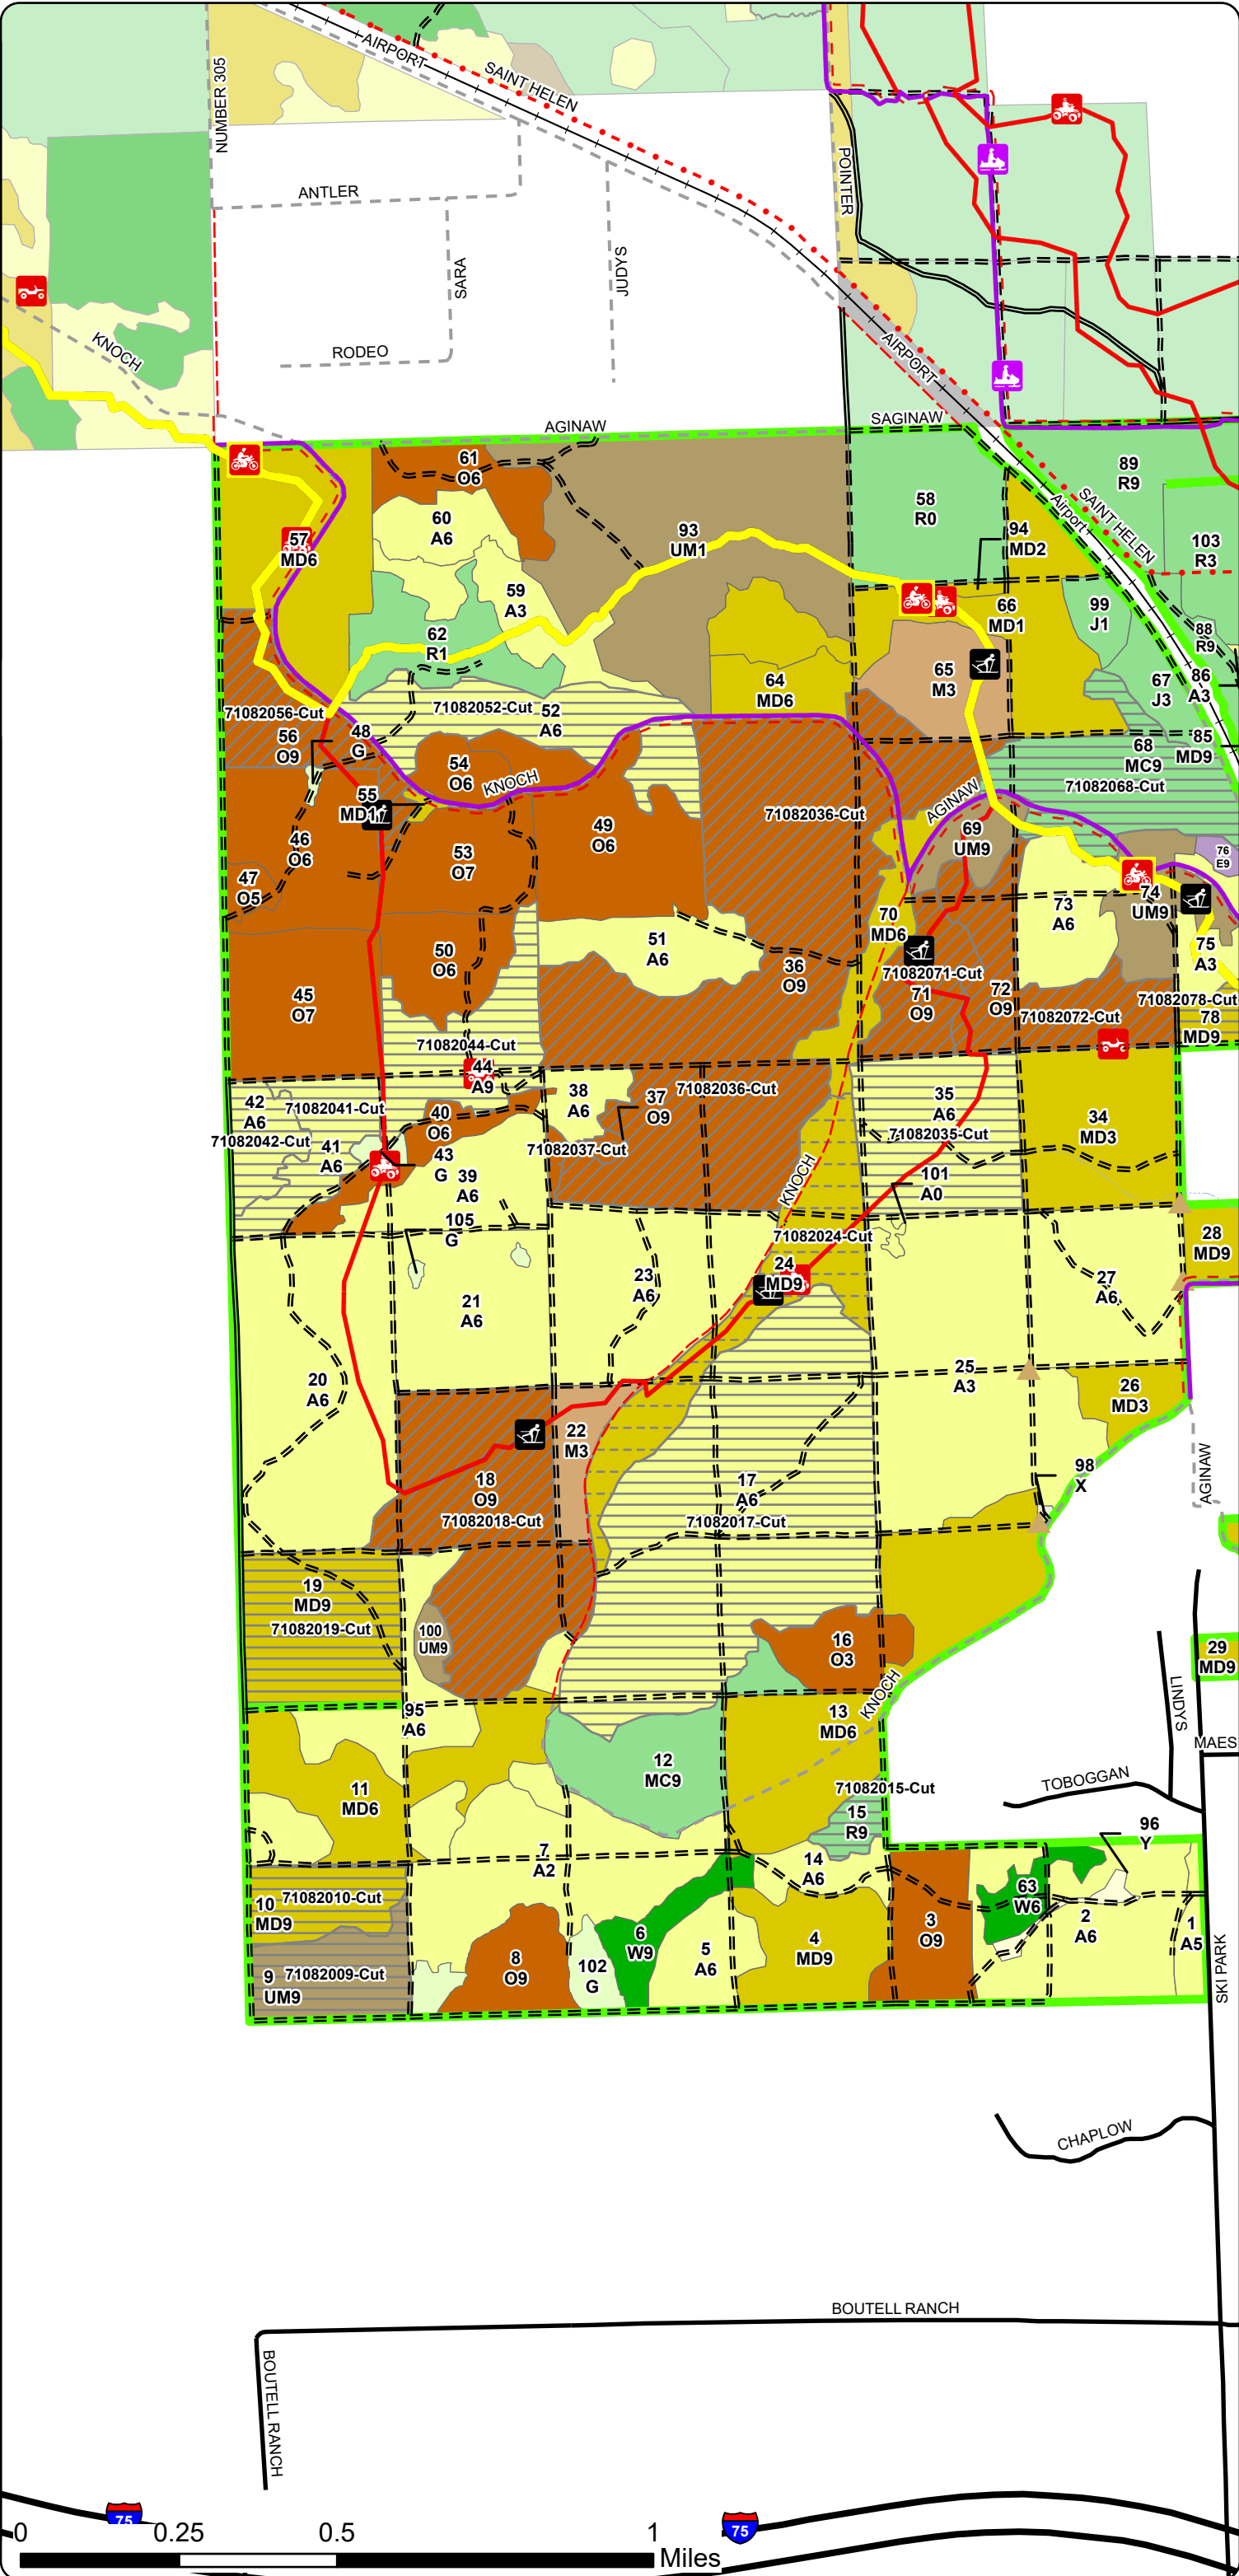 NUMBER 305
AIRPORT
SAINT HELEN
ANTLER
SARA
JUDYS
POINTER
RODEO
KNOCH
AIRPORT
AGINAW
SAGINAW
61
O6
60
A6
93
UM1
58
R0
89
R9
SAINT HELEN
Airport
94
MD2
103
R3
57
MD6
59
A3
66
MD1
99
J1
88
R9
62
R1
65
M3
67
J3
86
A3
64
MD6
71082056-Cut
71082052-Cut
52
A6
56
O9
48
G
85
MD9
68
MC9
71082068-Cut
54
O6
KNOCH
55
MD1
AGINAW
71082036-Cut
49
O6
69
UM9
46
O6
53
O7
76
E9
47
O5
74
UM9
73
A6
70
MD6
51
A6
50
O6
36
O9
75
A3
71082071-Cut
45
O7
71
O9
72
O9
71082072-Cut
71082078-Cut
78
MD9
71082044-Cut
44
A9
42
A6
71082041-Cut
38
A6
37
O9
71082036-Cut
35
A6
34
MD3
40
O6
71082042-Cut
41
A6
71082037-Cut
71082035-Cut
43
G
39
A6
KNOCH
101
A0
105
G
71082024-Cut
28
MD9
24
MD9
23
A6
27
A6
21
A6
20
A6
25
A3
26
MD3
22
M3
98
X
AGINAW
18
O9
71082018-Cut
17
A6
71082017-Cut
19
MD9
71082019-Cut
100
UM9
16
O3
29
MD9
KNOCH
LINDYS
95
A6
13
MD6
MAES
12
MC9
TOBOGGAN
11
MD6
71082015-Cut
15
R9
96
Y
7
A2
14
A6
63
W6
10
MD9
71082010-Cut
2
A6
3
O9
1
A5
6
W9
5
A6
4
MD9
8
O9
102
G
9
UM9
71082009-Cut
SKI PARK
CHAPLOW
BOUTELL RANCH
BOUTELL RANCH
75
75
0 0.25 0.5 1
Miles